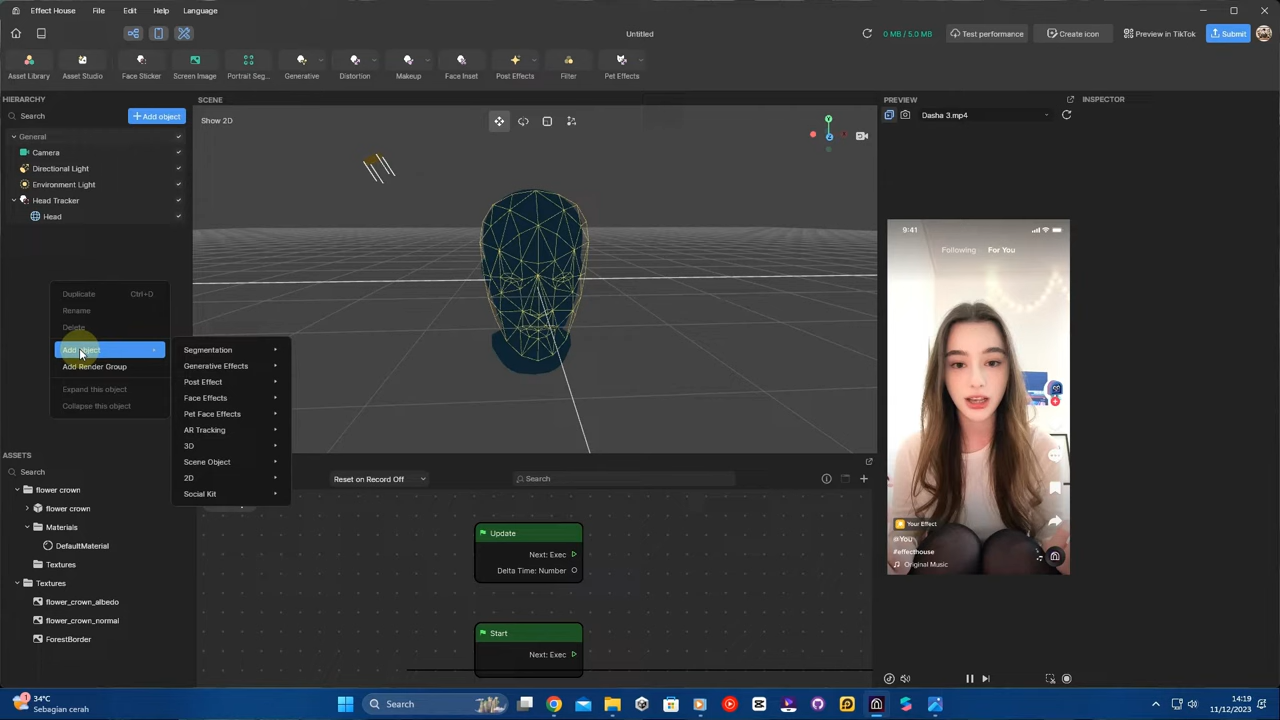 Effect House File Edit Help Language
Untitled
0 MB / 5.0 MB Test performance Create icon Preview in TikTok Submit
Asset Library Asset Studio Face Sticker Screen Image Portrait Seg... Generative Distortion Makeup Face Inset Post Effects Filter Pet Effects
HIERARCHY
Search
Add object
General
Camera
Directional Light
Environment Light
Head Tracker
Head
Duplicate Ctrl+D
Rename
Delete
Add Object
Add Render Group
Expand this object
Collapse this object
Segmentation
Generative Effects
Post Effect
Face Effects
Pet Face Effects
AR Tracking
3D
Scene Object
2D
Social Kit
ASSETS
Search
flower crown
flower crown
Materials
DefaultMaterial
Textures
Textures
flower_crown_albedo
flower_crown_normal
ForestBorder
SCENE
Show 2D
Y
Z
Reset on Record Off
Search
Update
Next: Exec
Delta Time: Number
Start
Next: Exec
PREVIEW
Dasha 3.mp4
9:41
Following For You
Your Effect
@You
#effecthouse
Original Music
INSPECTOR
34°C
Sebagian cerah
Search
14:19
11/12/2023